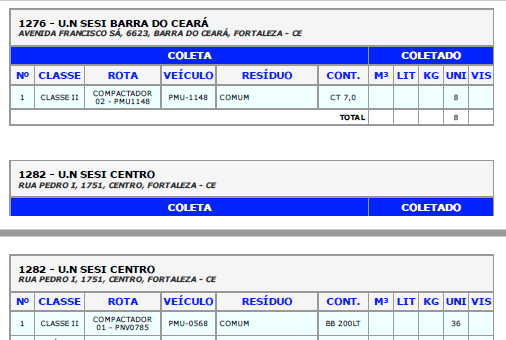 1276 - U.N SESI BARRA DO CEARÁ
AVENIDA FRANCISCO SÁ, 6623, BARRA DO CEARÁ, FORTALEZA - CE
COLETA COLETADO
Nº CLASSE ROTA VEÍCULO RESÍDUO CONT. M³ LIT KG UNI VIS
1 CLASSE II COMPACTADOR 02 - PMU1148 PMU-1148 COMUM CT 7,0 8
TOTAL 8
1282 - U.N SESI CENTRO
RUA PEDRO I, 1751, CENTRO, FORTALEZA - CE
COLETA COLETADO
1282 - U.N SESI CENTRO
RUA PEDRO I, 1751, CENTRO, FORTALEZA - CE
Nº CLASSE ROTA VEÍCULO RESÍDUO CONT. M³ LIT KG UNI VIS
1 CLASSE II COMPACTADOR 01 - PNV0785 PMU-0568 COMUM BB 200LT 36